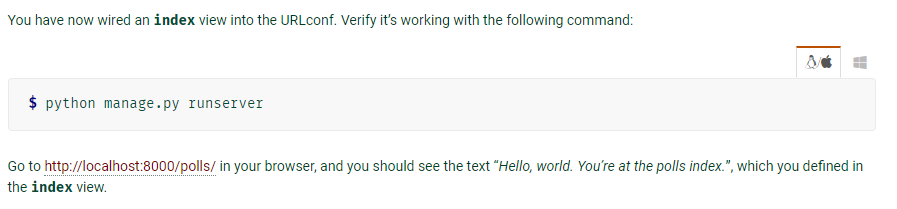 You have now wired an index view into the URLconf. Verify it’s working with the following command:
$ python manage.py runserver
Go to http://localhost:8000/polls/ in your browser, and you should see the text “Hello, world. You’re at the polls index.”, which you defined in
the index view.